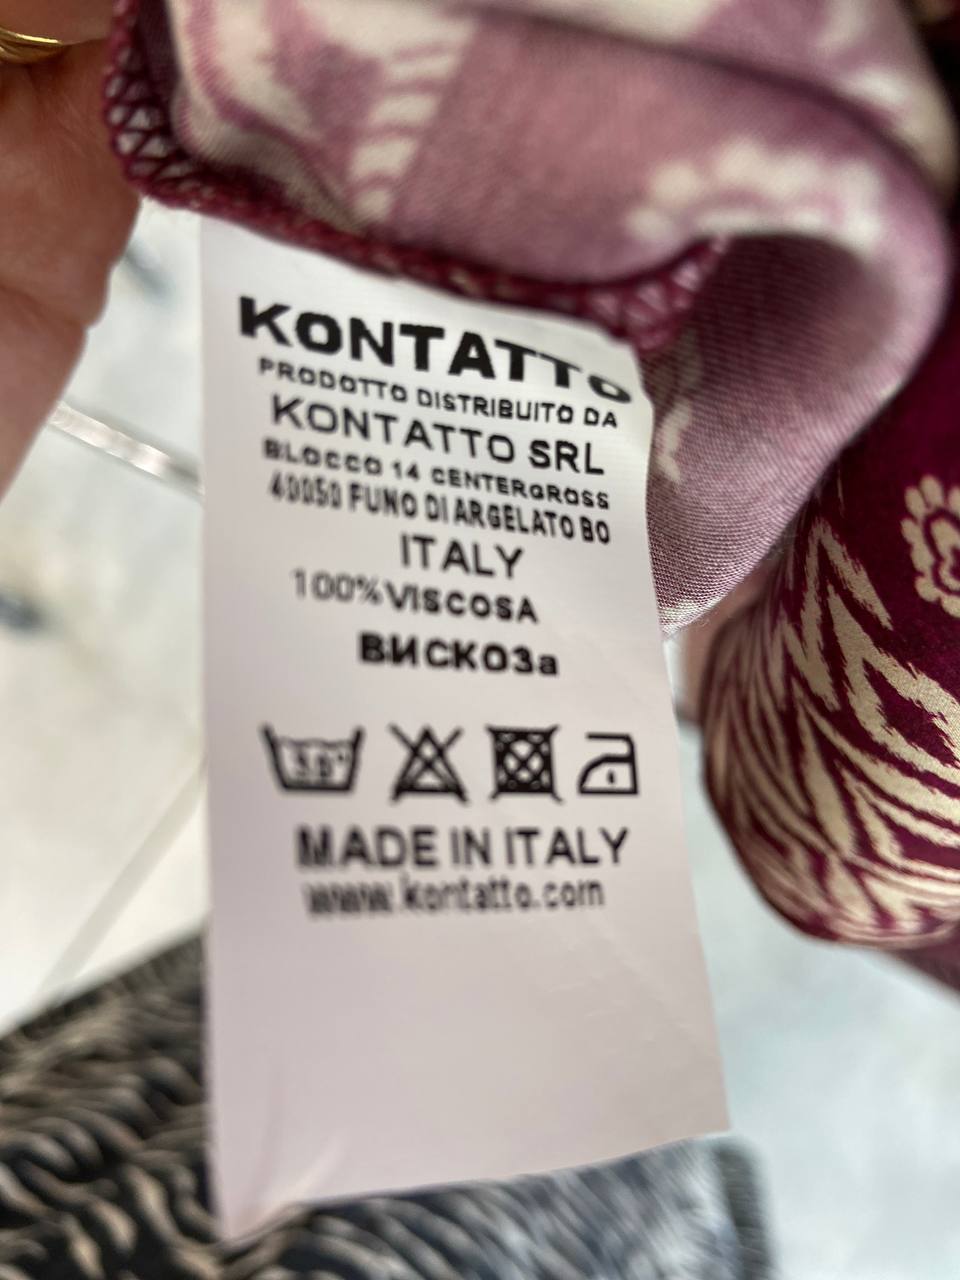 KONTATTO
PRODOTTO DISTRIBUITO DA
KONTATTO SRL
BLOCCO 14 CENTERGROSS
40050 FUNO DI ARGELATO BO
ITALY
100%VISCOSA
ВИСКОЗа
30°
MADE IN ITALY
www.kontatto.com